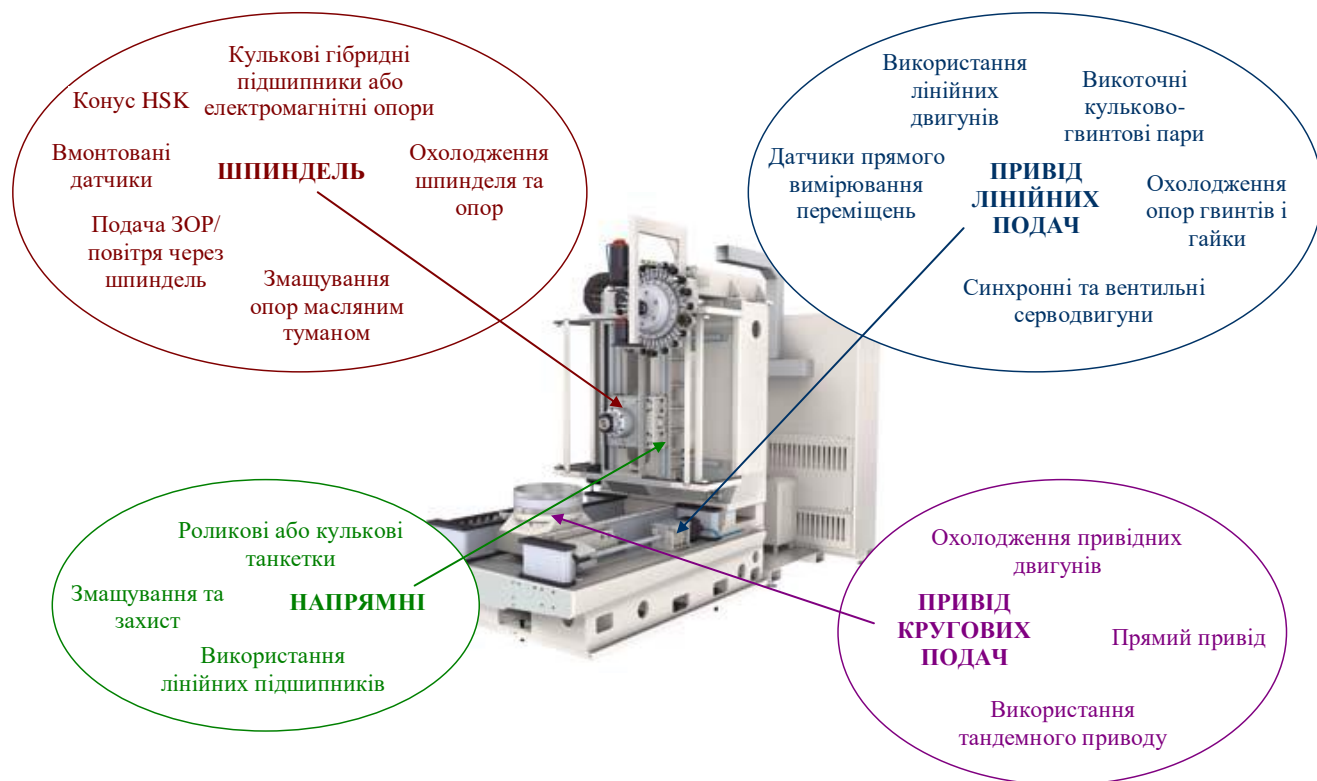 Кулькові гібридні
підшипники або
електромагнітні опори
Конус HSK
Вмонтовані
датчики
ШПИНДЕЛЬ
Охолодження
шпинделя та
опор
Подача ЗОР/
повітря через
шпиндель
Змащування
опор масляним
туманом
Використання
лінійних
двигунів
Викоточні
кульково-
гвинтові пари
Датчики прямого
вимірювання
переміщень
ПРИВІД
ЛІНІЙНИХ
ПОДАЧ
Охолодження
опор гвинтів і
гайки
Синхронні та вентильні
серводвигуни
Роликові або кулькові
танкетки
Змащування та
захист
НАПРЯМНІ
Використання
лінійних підшипників
Охолодження привідних
двигунів
ПРИВІД
КРУГОВИХ
ПОДАЧ
Прямий привід
Використання
тандемного приводу